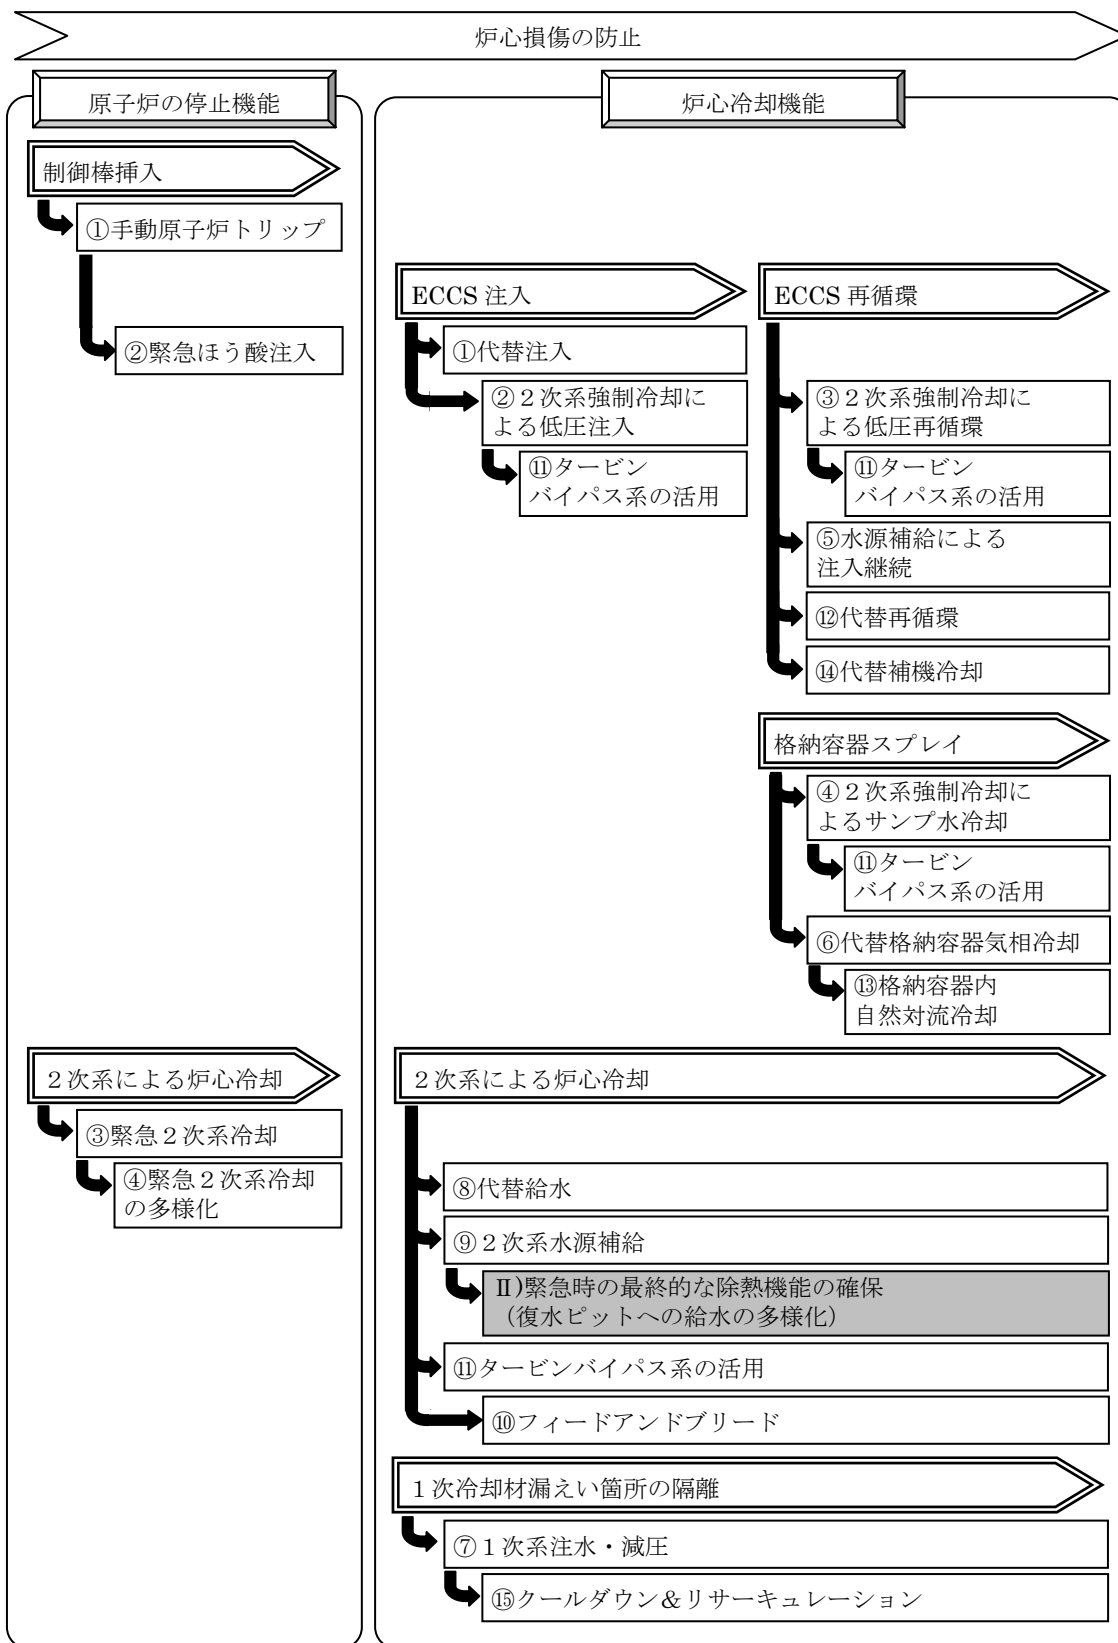 炉心損傷の防止
原子炉の停止機能
制御棒挿入
①手動原子炉トリップ
②緊急ほう酸注入
2次系による炉心冷却
③緊急2次系冷却
④緊急2次系冷却
の多様化
炉心冷却機能
ECCS 注入
①代替注入
②2次系強制冷却に
よる低圧注入
⑪タービン
バイパス系の活用
ECCS 再循環
③2次系強制冷却に
よる低圧再循環
⑪タービン
バイパス系の活用
⑤水源補給による
注入継続
⑫代替再循環
⑭代替補機冷却
格納容器スプレイ
④2次系強制冷却に
よるサンプ水冷却
⑪タービン
バイパス系の活用
⑥代替格納容器気相冷却
⑬格納容器内
自然対流冷却
2次系による炉心冷却
⑧代替給水
⑨2次系水源補給
Ⅱ)緊急時の最終的な除熱機能の確保
（復水ピットへの給水の多様化）
⑪タービンバイパス系の活用
⑩フィードアンドブリード
1次冷却材漏えい箇所の隔離
⑦1次系注水・減圧
⑮クールダウン＆リサーキュレーション